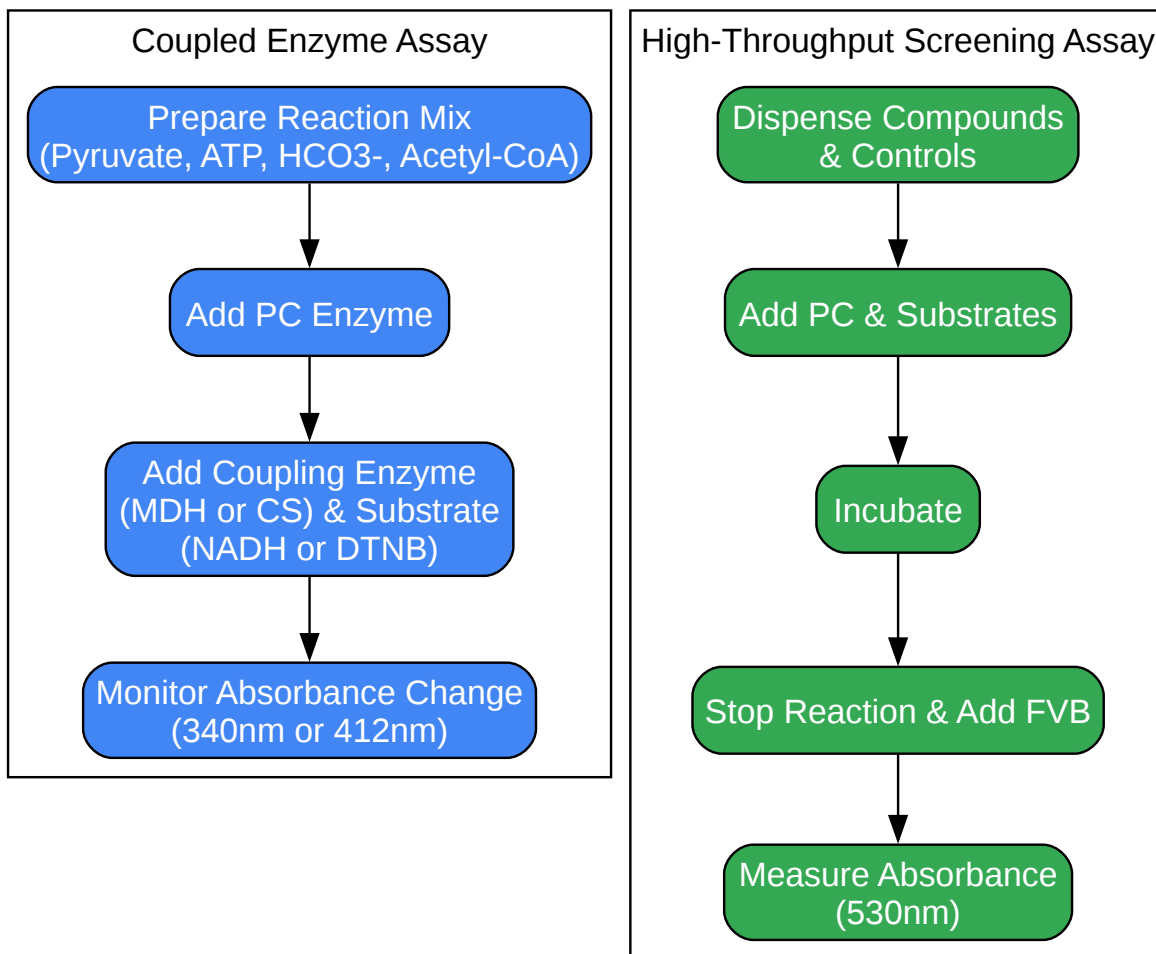 Coupled Enzyme Assay
Prepare Reaction Mix
(Pyruvate, ATP, HCO3-, Acetyl-CoA)
Add PC Enzyme
Add Coupling Enzyme
(MDH or CS) & Substrate
(NADH or DTNB)
Monitor Absorbance Change
(340nm or 412nm)
High-Throughput Screening Assay
Dispense Compounds
& Controls
Add PC & Substrates
Incubate
Stop Reaction & Add FVB
Measure Absorbance
(530nm)